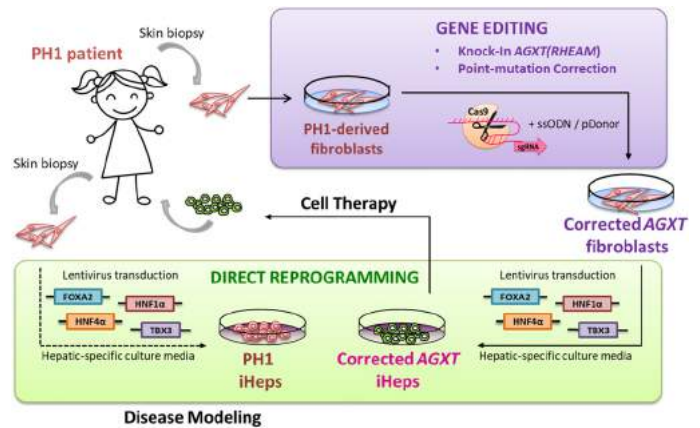 Skin biopsy
PH1 patient
GENE EDITING
• Knock-In AGXT(RHEAM)
• Point-mutation Correction
PH1-derived
fibroblasts
Cas9
sgRNA
+ ssODN / pDonor
Skin biopsy
Cell Therapy
Corrected AGXT
fibroblasts
DIRECT REPROGRAMMING
Lentivirus transduction
FOXA2
HNF1α
HNF4α
TBX3
Hepatic-specific culture media
PH1
iHeps
Corrected AGXT
iHeps
Lentivirus transduction
FOXA2
HNF1α
HNF4α
TBX3
Hepatic-specific culture media
Disease Modeling